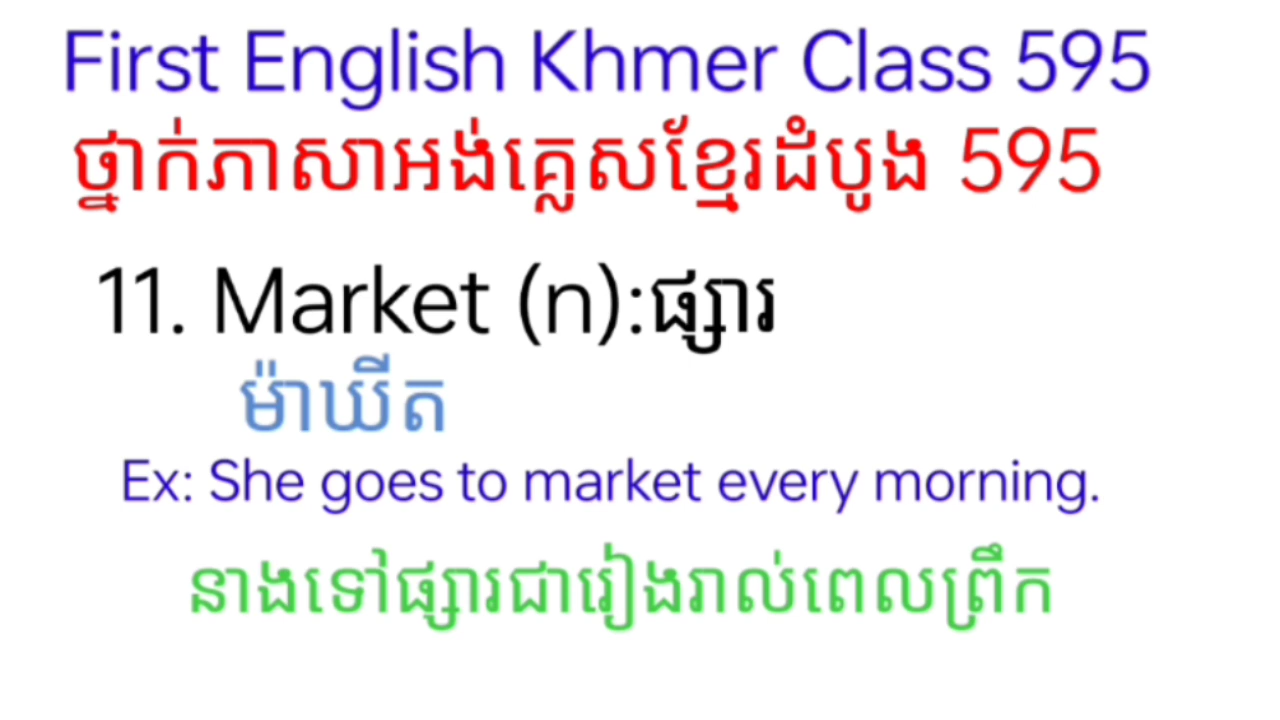 First English Khmer Class 595
ថ្នាក់ភាសាអង់គ្លេសខ្មែរដំបូង 595
11. Market (n):ផ្សារ
ម៉ាឃីត
Ex: She goes to market every morning.
នាងទៅផ្សារជារៀងរាល់ពេលព្រឹក